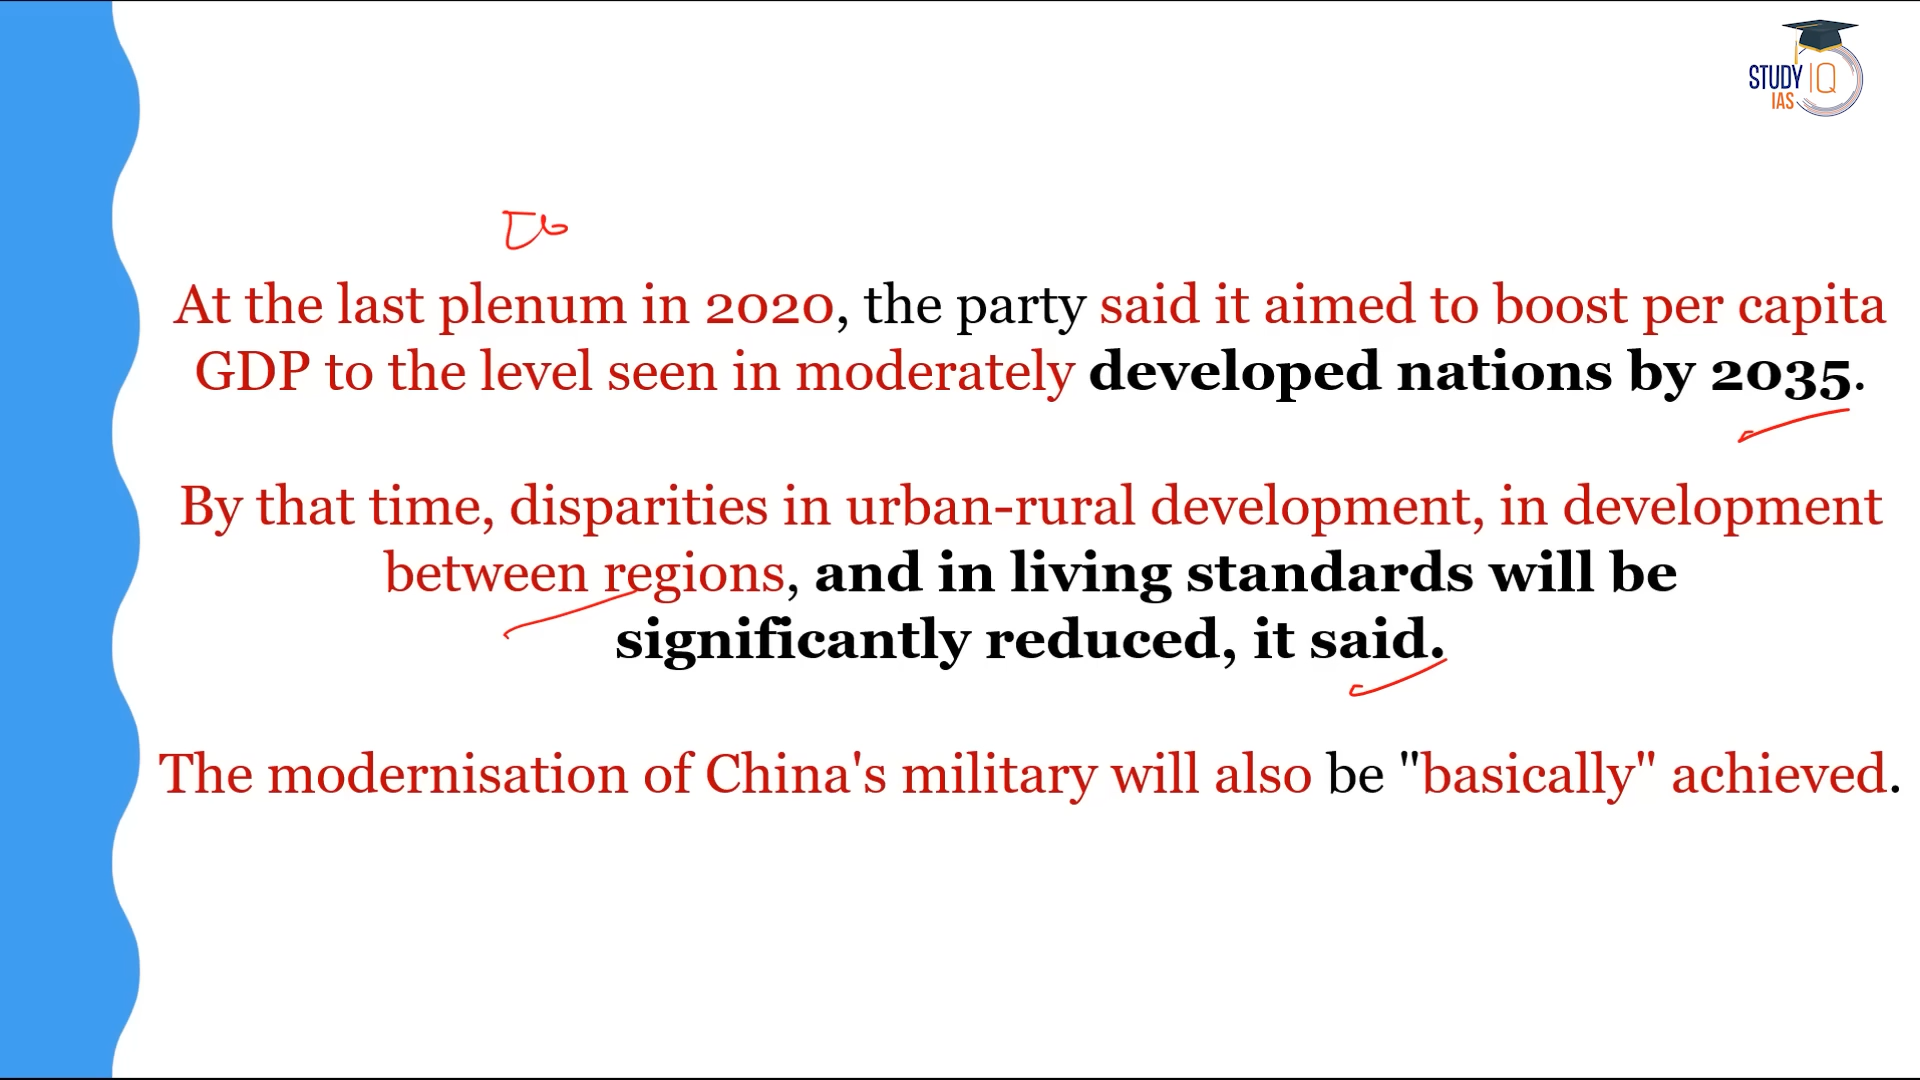 STUDY IQ
IAS
At the last plenum in 2020, the party said it aimed to boost per capita
GDP to the level seen in moderately developed nations by 2035.
By that time, disparities in urban-rural development, in development
between regions, and in living standards will be
significantly reduced, it said.
The modernisation of China's military will also be "basically" achieved.